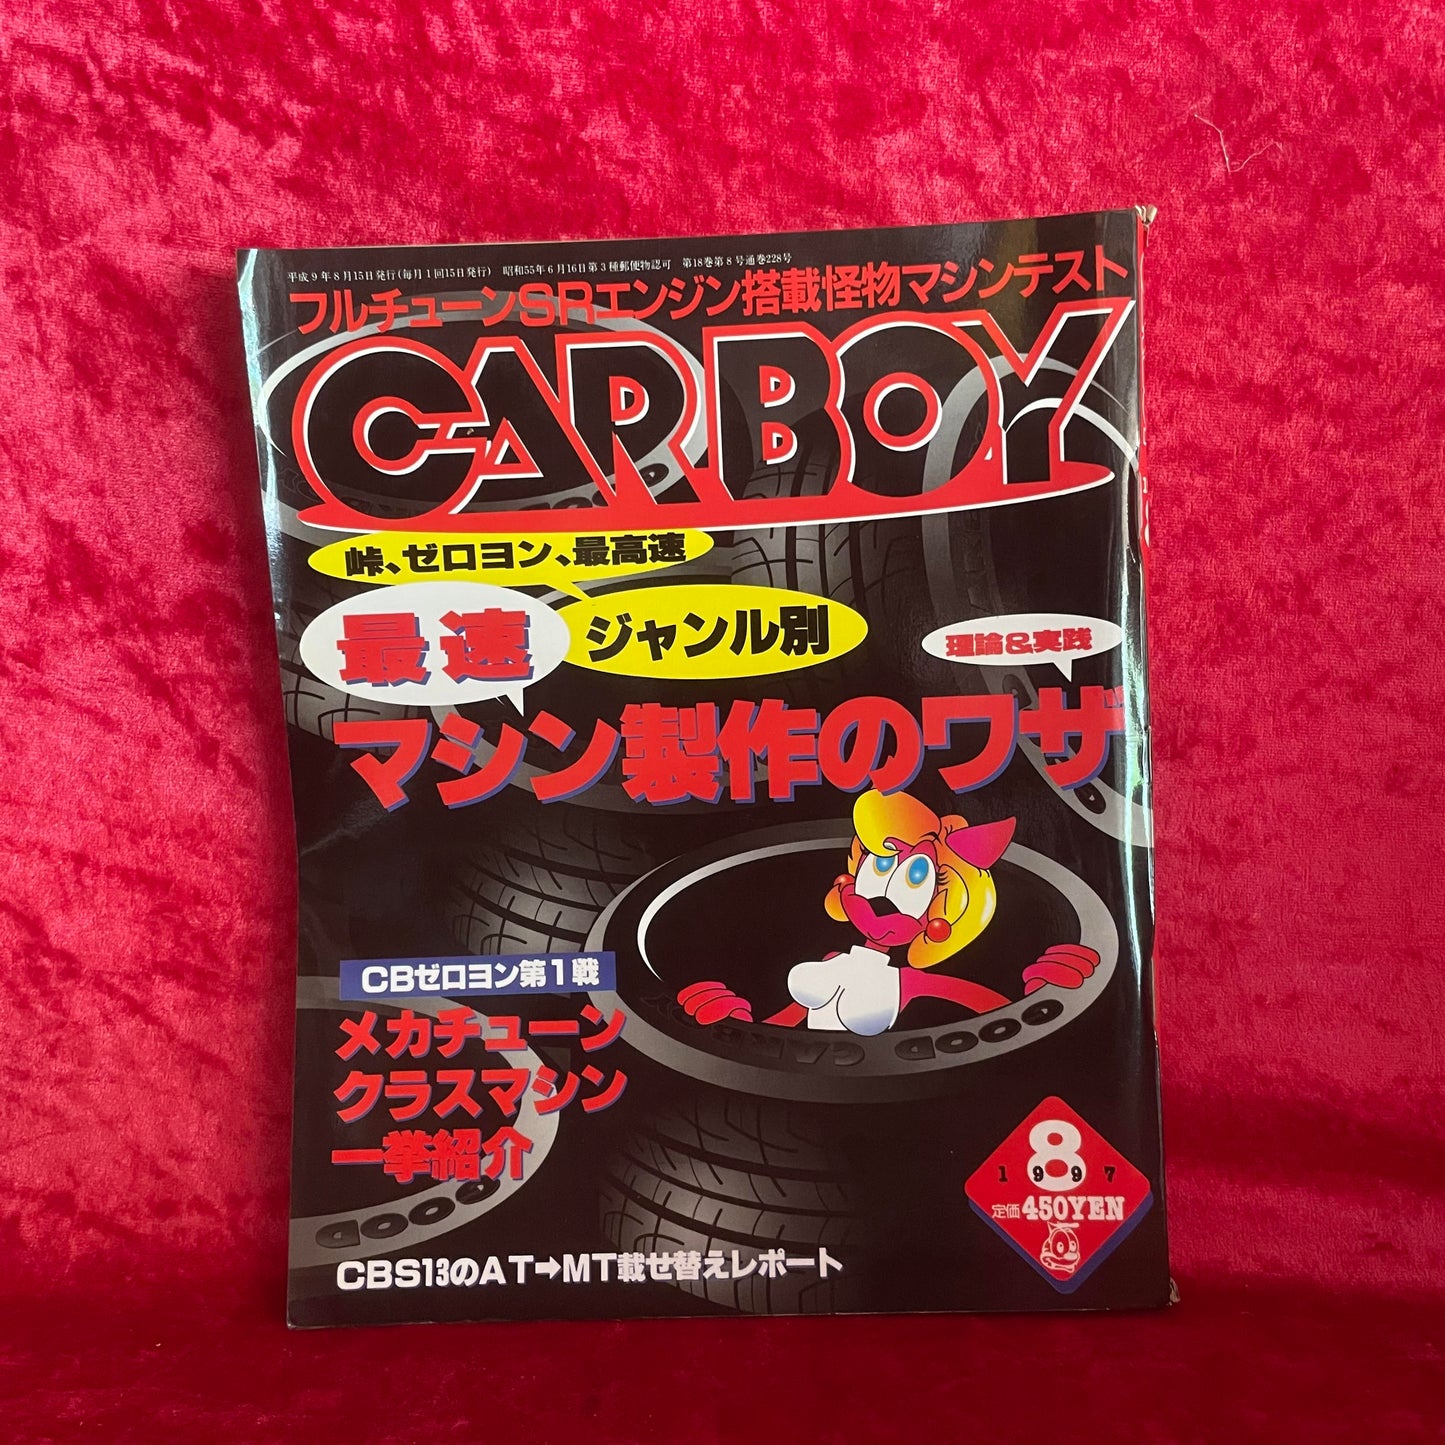 平成9年8月15日発行(毎月1回15日発行) 昭和55年6月16日第3種郵便物認可 第18巻第8号通巻228号
フルチューンSRエンジン搭載怪物マシンテスト
CARBOY
峠、ゼロヨン、最高速
最速
ジャンル別
理論&実践
マシン製作のワザ
CBゼロヨン第1戦
メカチューン
クラスマシン
一挙紹介
GOOD CARBOY
GOOD
8
1997
定価450YEN
CBS13のAT➡MT載せ替えレポート